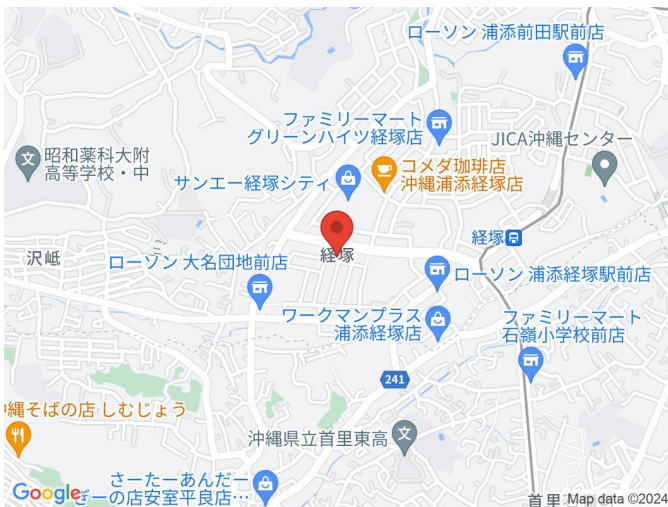 ローソン 浦添前田駅前店
ファミリーマート
グリーンハイツ経塚店
JICA沖縄センター
昭和薬科大附
高等学校・中
コメダ珈琲店
沖縄浦添経塚店
サンエー経塚シティ
経塚
沢岻
経塚
ローソン 大名団地前店
ローソン 浦添経塚駅前店
ワークマンプラス
浦添経塚店
ファミリーマート
石嶺小学校前店
241
沖縄そばの店 しむじょう
沖縄県立首里東高
さーたーあんだー
ぎーの店安室平良店…
Google
首里
Map data ©2024